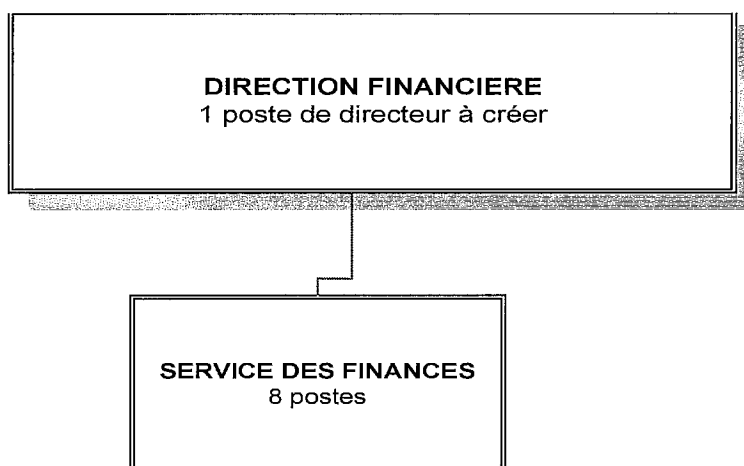 DIRECTION FINANCIERE
1 poste de directeur à créer
SERVICE DES FINANCES
8 postes